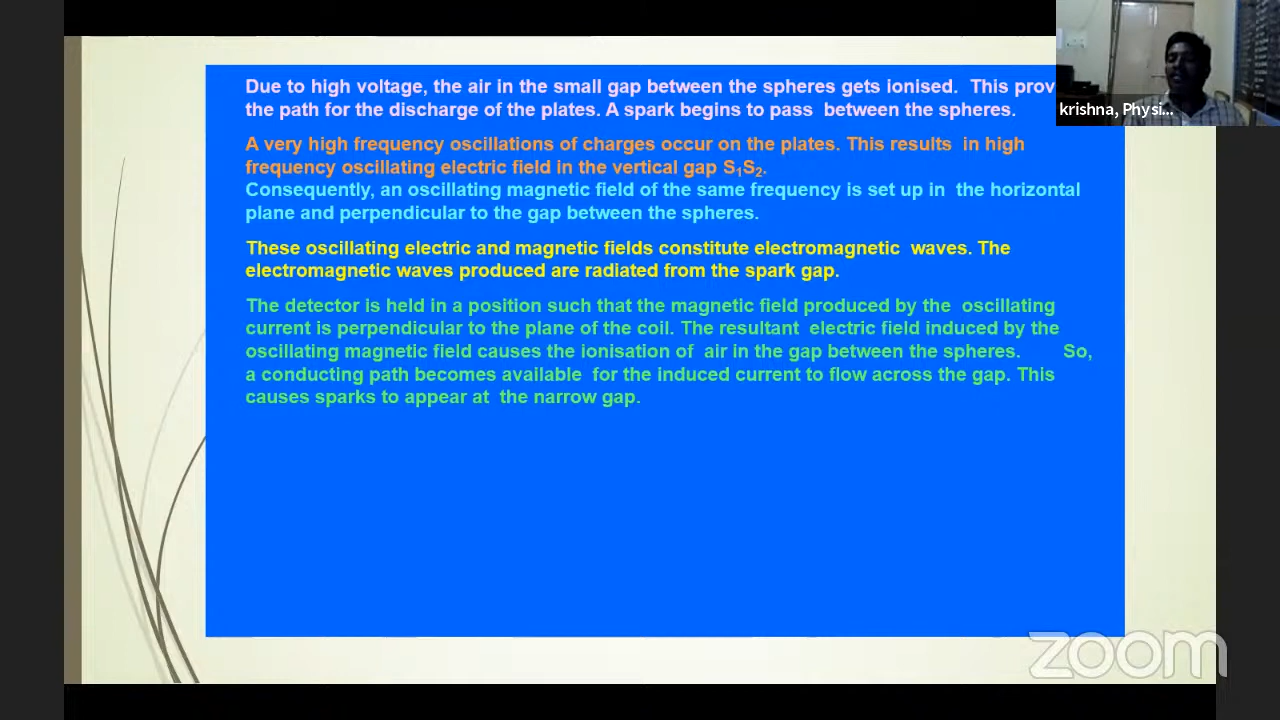 Due to high voltage, the air in the small gap between the spheres gets ionised. This prov
the path for the discharge of the plates. A spark begins to pass between the spheres.
A very high frequency oscillations of charges occur on the plates. This results in high
frequency oscillating electric field in the vertical gap S₁S₂.
Consequently, an oscillating magnetic field of the same frequency is set up in the horizontal
plane and perpendicular to the gap between the spheres.
These oscillating electric and magnetic fields constitute electromagnetic waves. The
electromagnetic waves produced are radiated from the spark gap.
The detector is held in a position such that the magnetic field produced by the oscillating
current is perpendicular to the plane of the coil. The resultant electric field induced by the
oscillating magnetic field causes the ionisation of air in the gap between the spheres. So,
a conducting path becomes available for the induced current to flow across the gap. This
causes sparks to appear at the narrow gap.
krishna, Physi...
zoom